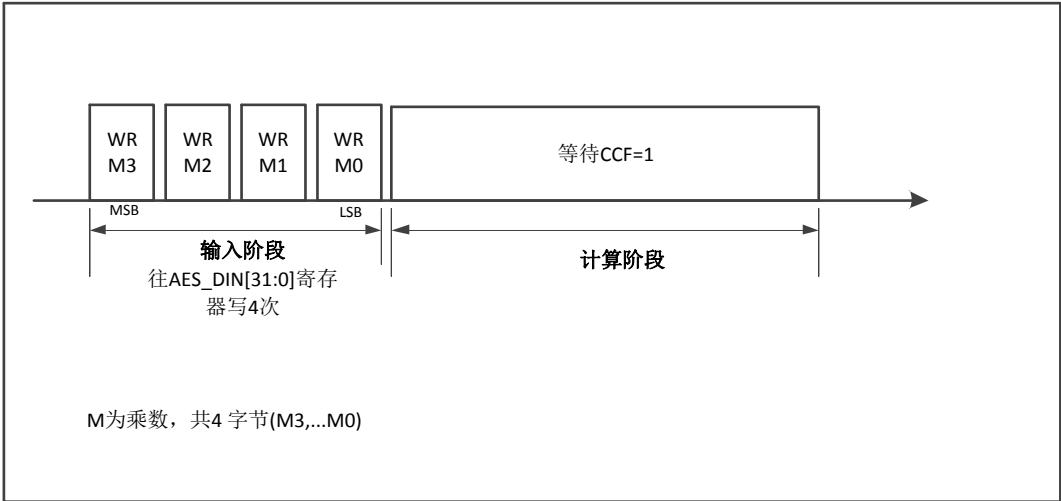 WR
M3
WR
M2
WR
M1
WR
M0
等待CCF=1
MSB
LSB
输入阶段
往AES_DIN[31:0]寄存
器写4次
计算阶段
M为乘数，共4 字节(M3,...M0)